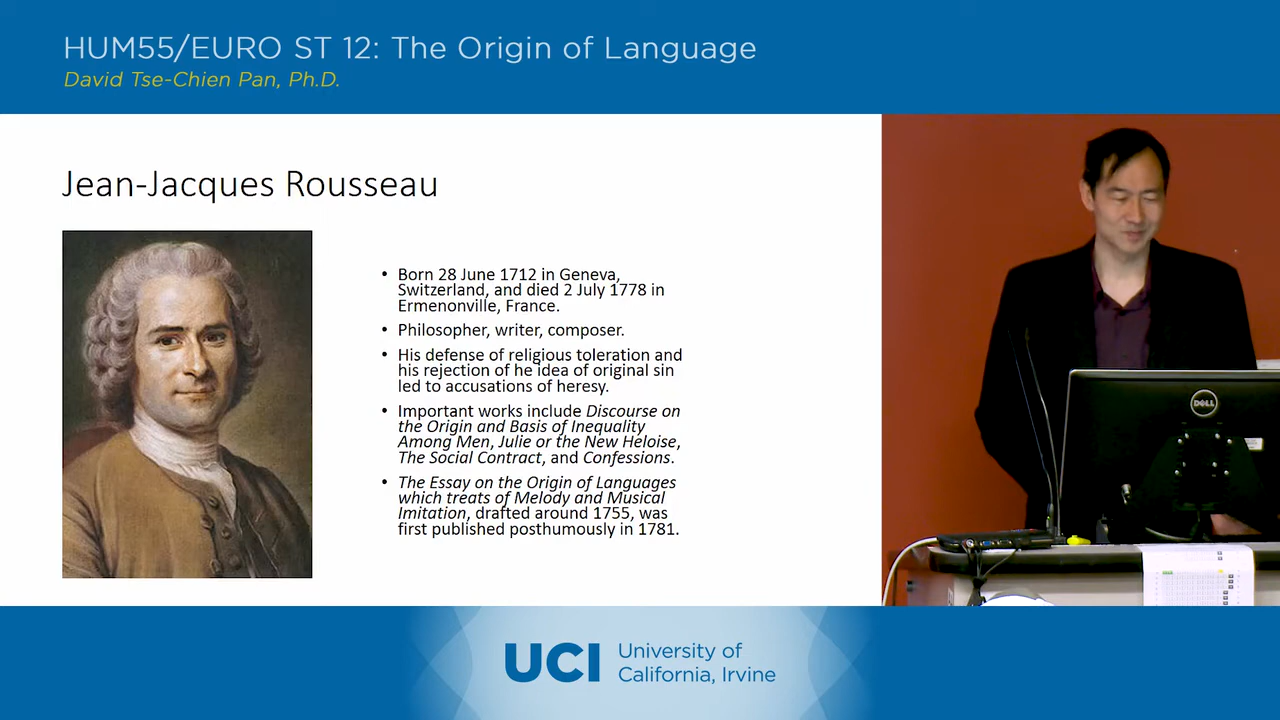 HUM55/EURO ST 12: The Origin of Language
David Tse-Chien Pan, Ph.D.
Jean-Jacques Rousseau
• Born 28 June 1712 in Geneva,
Switzerland, and died 2 July 1778 in
Ermenonville, France.
• Philosopher, writer, composer.
• His defense of religious toleration and
his rejection of he idea of original sin
led to accusations of heresy.
• Important works include Discourse on
the Origin and Basis of Inequality
Among Men, Julie or the New Heloise,
The Social Contract, and Confessions.
• The Essay on the Origin of Languages
which treats of Melody and Musical
Imitation, drafted around 1755, was
first published posthumously in 1781.
DELL
UCI University of
California, Irvine